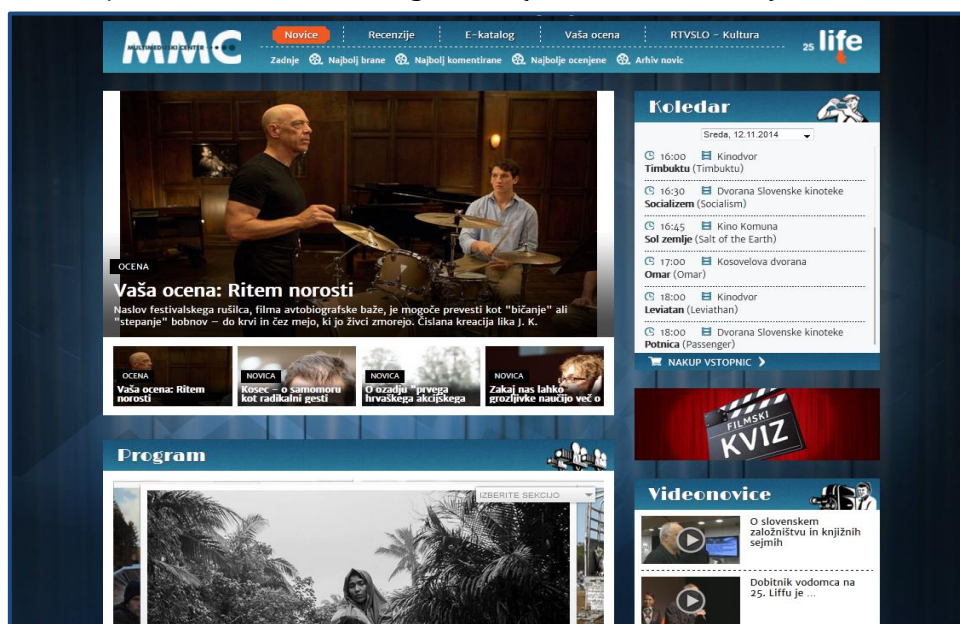 MMC
MULTIMEDIJSKI CENTER
Novice
Recenzije
E-katalog
Vaša ocena
RTVSLO – Kultura
25 life
Zadnje
Najbolj brane
Najbolj komentirane
Najbolje ocenjene
Arhiv novic
OCENA
Vaša ocena: Ritem norosti
Naslov festivalskega rušilca, filma avtobiografske baže, je mogoče prevesti kot "bičanje" ali
"stepanje" bobnov – do krvi in čez mejo, ki jo živci zmorejo. Čislana kreacija lika J. K.
OCENA
Vaša ocena: Ritem
norosti
NOVICA
Kosec – o samomoru
kot radikalni gesti
NOVICA
O ozadju "prvega
hrvaškega akcijskega
NOVICA
Zakaj nas lahko
grozljivke naučijo več o
Program
IZBERITE SEKCIJO
Koledar
Sreda, 12.11.2014
16:00 Kinodvor
Timbuktu (Timbuktu)
16:30 Dvorana Slovenske kinoteke
Socializem (Socialism)
16:45 Kino Komuna
Sol zemlje (Salt of the Earth)
17:00 Kosovelova dvorana
Omar (Omar)
18:00 Kinodvor
Leviatan (Leviathan)
18:00 Dvorana Slovenske kinoteke
Potnica (Passenger)
NAKUP VSTOPNIC
FILMSKI
KVIZ
Videonovice
O slovenskem
založništvu in knjižnih
sejmih
Dobitnik vodomca na
25. Liffu je ...